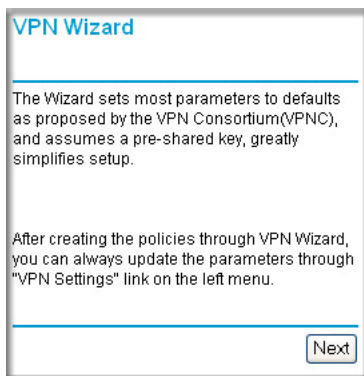 VPN Wizard
The Wizard sets most parameters to defaults
as proposed by the VPN Consortium(VPNC),
and assumes a pre-shared key, greatly
simplifies setup.
After creating the policies through VPN Wizard,
you can always update the parameters through
"VPN Settings" link on the left menu.
Next